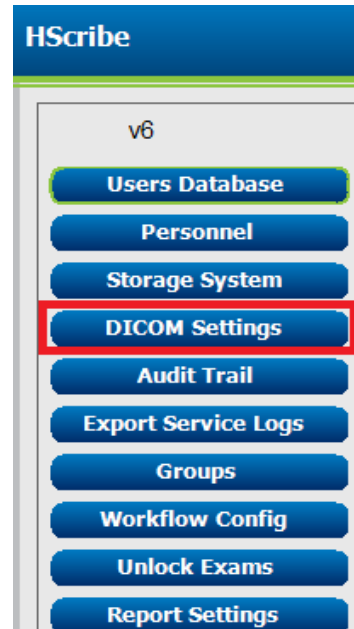 HScribe
v6
Users Database
Personnel
Storage System
DICOM Settings
Audit Trail
Export Service Logs
Groups
Workflow Config
Unlock Exams
Report Settings